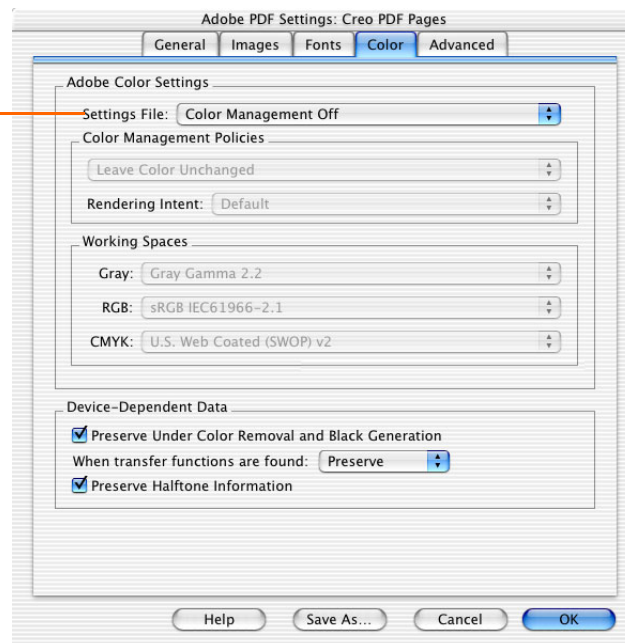 Adobe PDF Settings: Creo PDF Pages
General Images Fonts Color Advanced
Adobe Color Settings
Settings File: Color Management Off
Color Management Policies
Leave Color Unchanged
Rendering Intent: Default
Working Spaces
Gray: Gray Gamma 2.2
RGB: sRGB IEC61966-2.1
CMYK: U.S. Web Coated (SWOP) v2
Device-Dependent Data
Preserve Under Color Removal and Black Generation
When transfer functions are found: Preserve
Preserve Halftone Information
Help Save As... Cancel OK